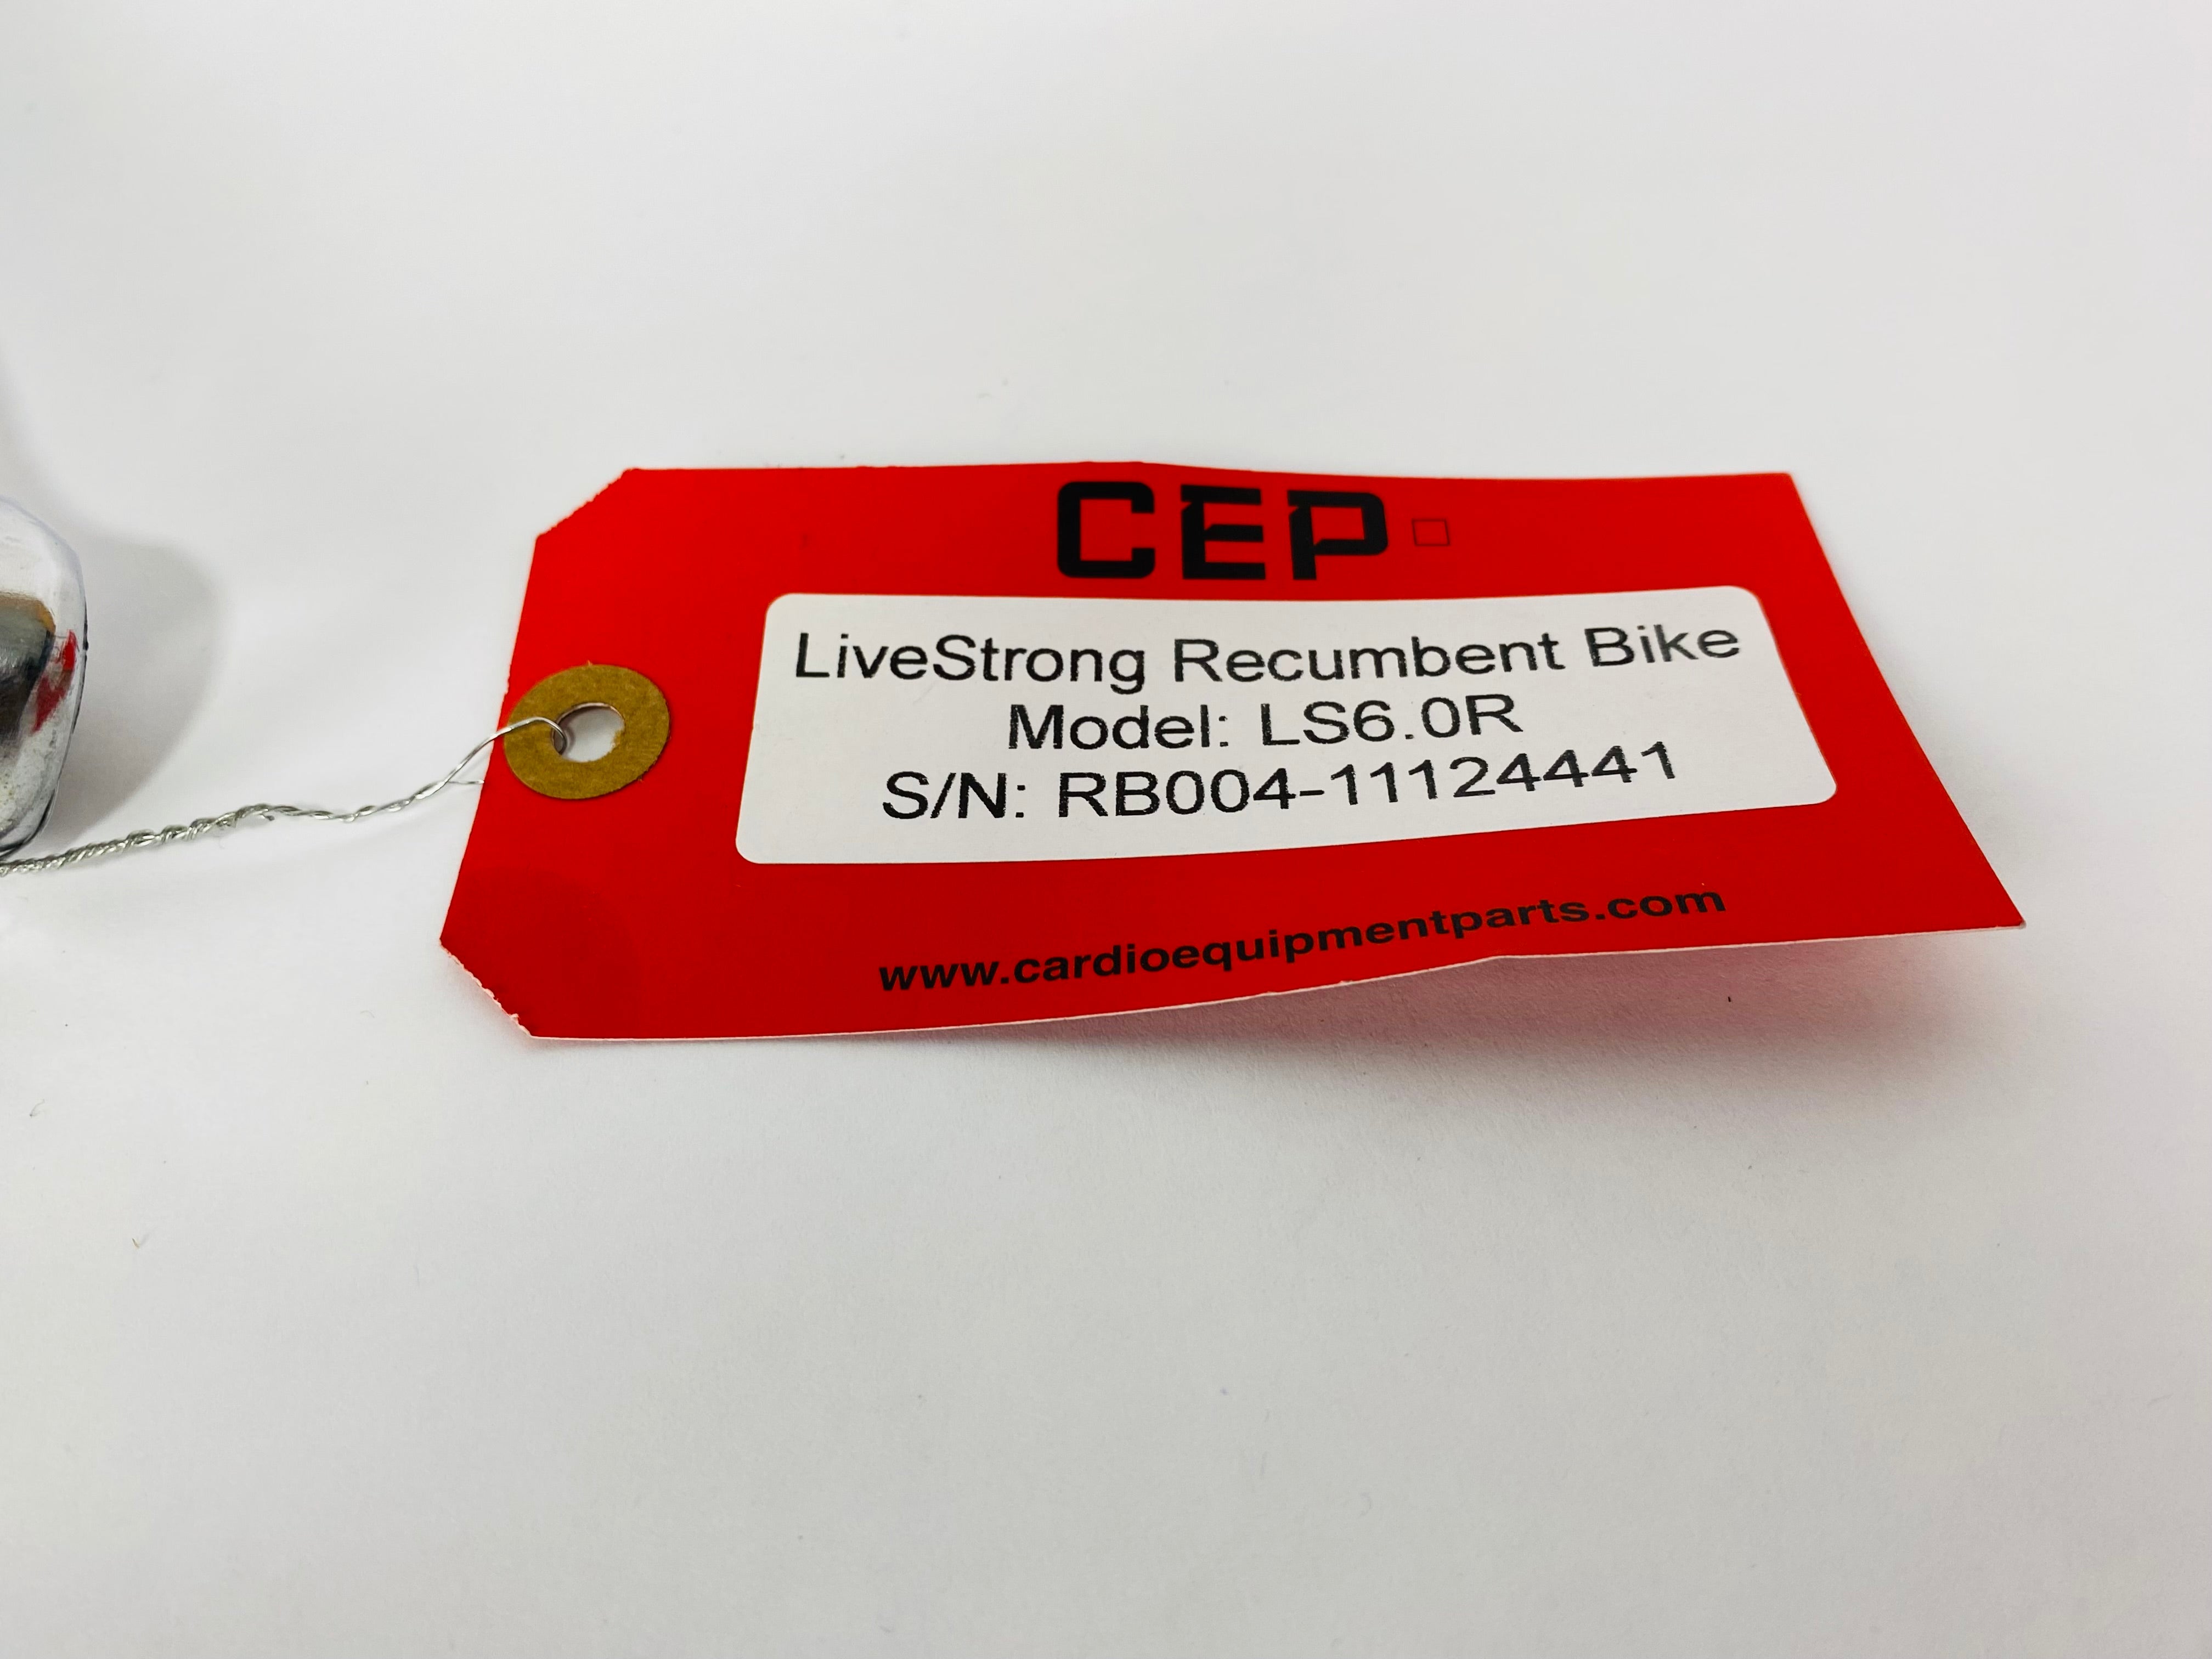 CEP
LiveStrong Recumbent Bike
Model: LS6.0R
S/N: RB004-11124441
www.cardioequipmentparts.com